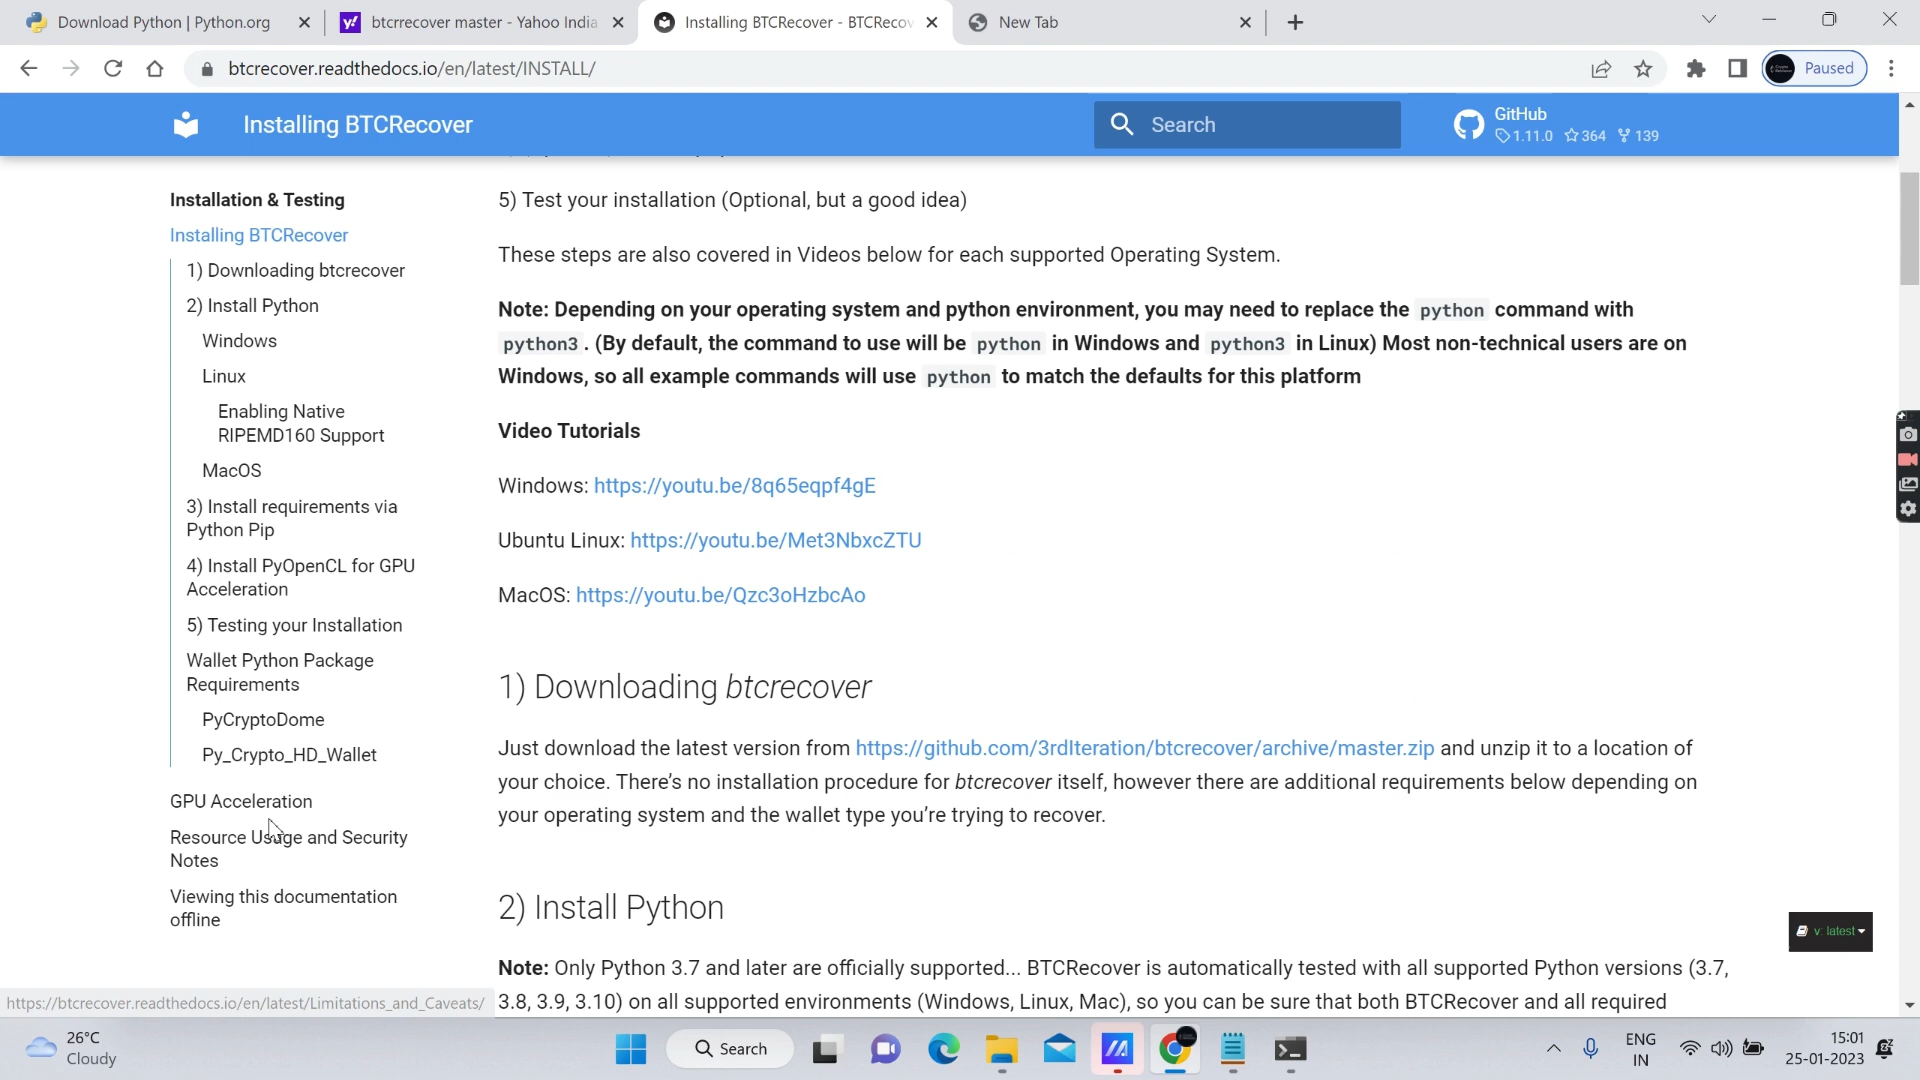 Download Python | Python.org
btcrrecover master - Yahoo India
Installing BTCRecover - BTCRecov
New Tab
btcrecover.readthedocs.io/en/latest/INSTALL/
Paused
Installing BTCRecover
Search
GitHub
1.11.0 364 139
Installation & Testing
Installing BTCRecover
1) Downloading btcrecover
2) Install Python
Windows
Linux
Enabling Native
RIPEMD160 Support
MacOS
3) Install requirements via
Python Pip
4) Install PyOpenCL for GPU
Acceleration
5) Testing your Installation
Wallet Python Package
Requirements
PyCryptoDome
Py_Crypto_HD_Wallet
GPU Acceleration
Resource Usage and Security
Notes
Viewing this documentation
offline
5) Test your installation (Optional, but a good idea)
These steps are also covered in Videos below for each supported Operating System.
Note: Depending on your operating system and python environment, you may need to replace the python command with
python3 . (By default, the command to use will be python in Windows and python3 in Linux) Most non-technical users are on
Windows, so all example commands will use python to match the defaults for this platform
Video Tutorials
Windows: https://youtu.be/8q65eqpf4gE
Ubuntu Linux: https://youtu.be/Met3NbxcZTU
MacOS: https://youtu.be/Qzc3oHzbcAo
1) Downloading btcrecover
Just download the latest version from https://github.com/3rdIteration/btcrecover/archive/master.zip and unzip it to a location of
your choice. There's no installation procedure for btcrecover itself, however there are additional requirements below depending on
your operating system and the wallet type you're trying to recover.
2) Install Python
Note: Only Python 3.7 and later are officially supported... BTCRecover is automatically tested with all supported Python versions (3.7,
3.8, 3.9, 3.10) on all supported environments (Windows, Linux, Mac), so you can be sure that both BTCRecover and all required
v: latest
https://btcrecover.readthedocs.io/en/latest/Limitations_and_Caveats/
26°C
Cloudy
Search
ENG
IN
15:01
25-01-2023